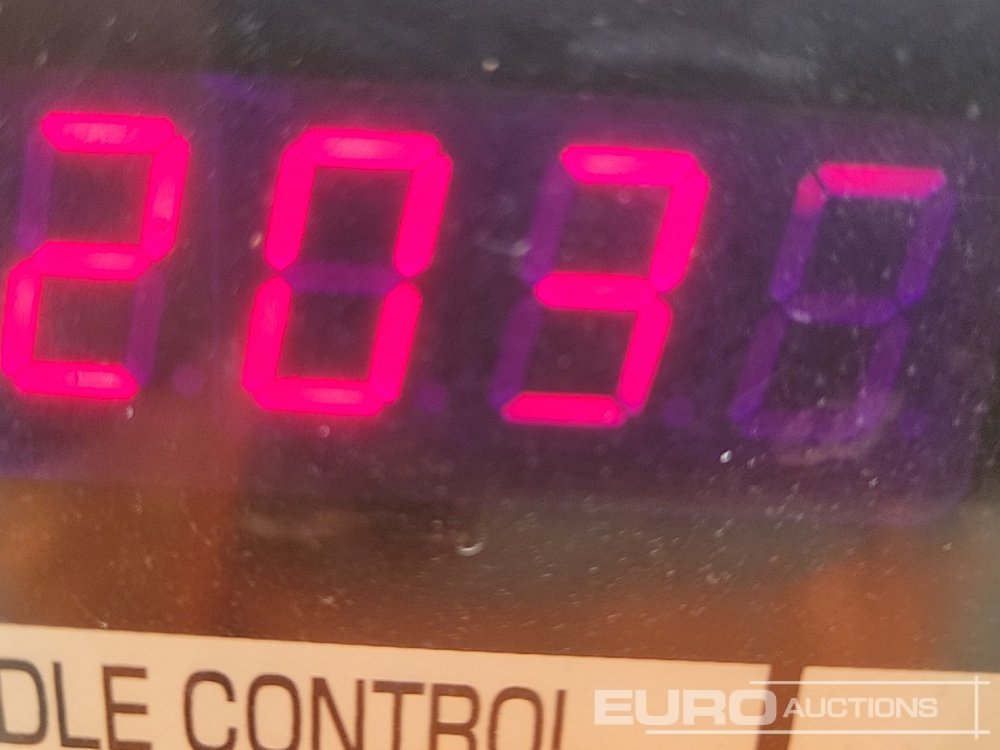 203
DLE CONTROL
EURO AUCTIONS